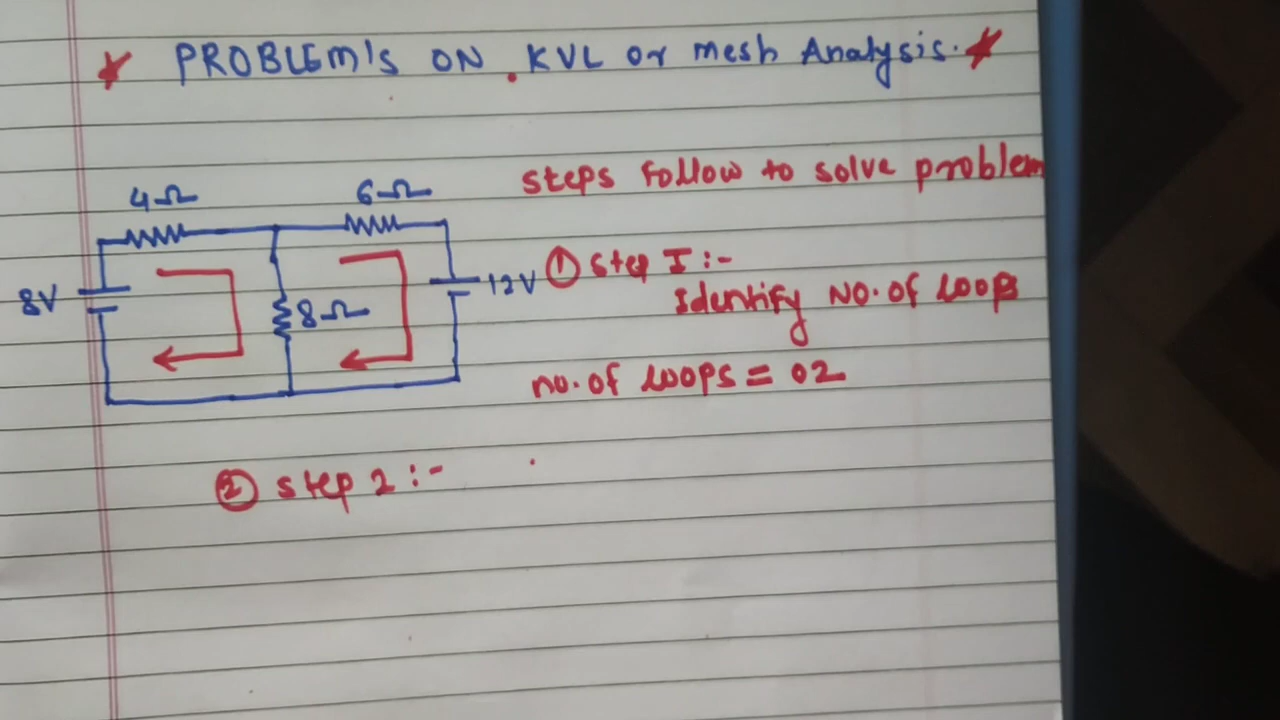 ★ PROBLEM'S ON KVL or mesh Analysis. ★
steps follow to solve problem
4Ω
6Ω
8V
8Ω
12V
① step I :-
Identify NO. of loops
no. of loops = 02
② step 2 :-